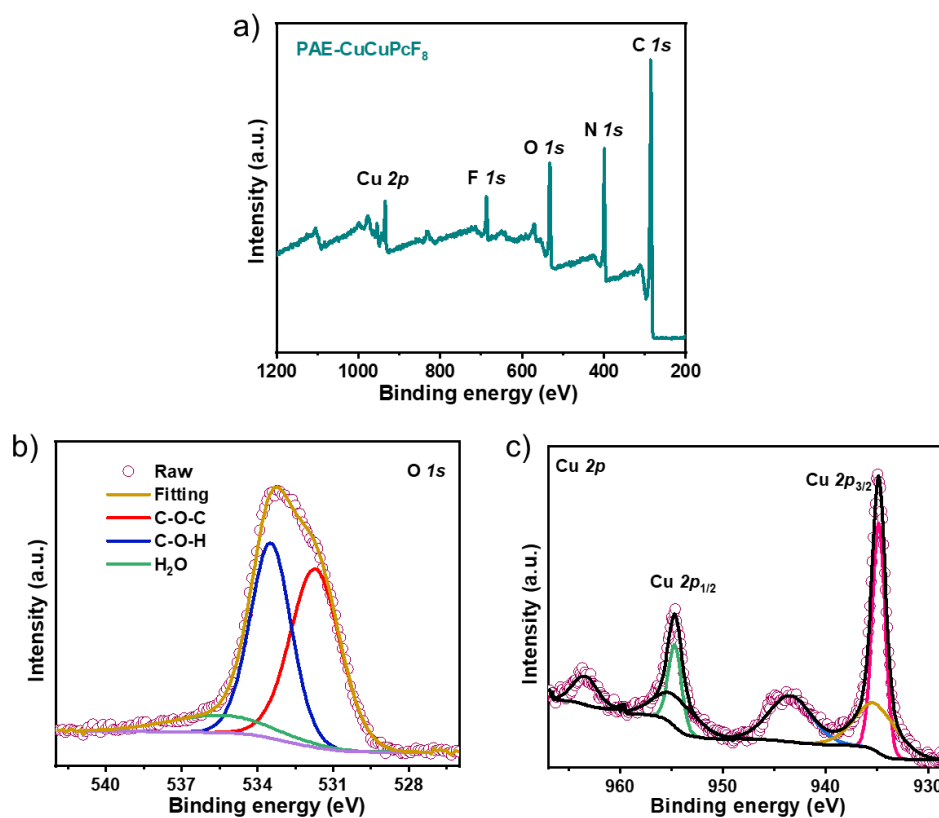 a)
PAE-CuCuPcF₈
C 1s
N 1s
O 1s
F 1s
Cu 2p
Intensity (a.u.)
1200 1000 800 600 400 200
Binding energy (eV)
b)
O 1s
Raw
Fitting
C-O-C
C-O-H
H₂O
Intensity (a.u.)
540 537 534 531 528
Binding energy (eV)
c)
Cu 2p
Cu 2p₃/₂
Cu 2p₁/₂
Intensity (a.u.)
960 950 940 930
Binding energy (eV)